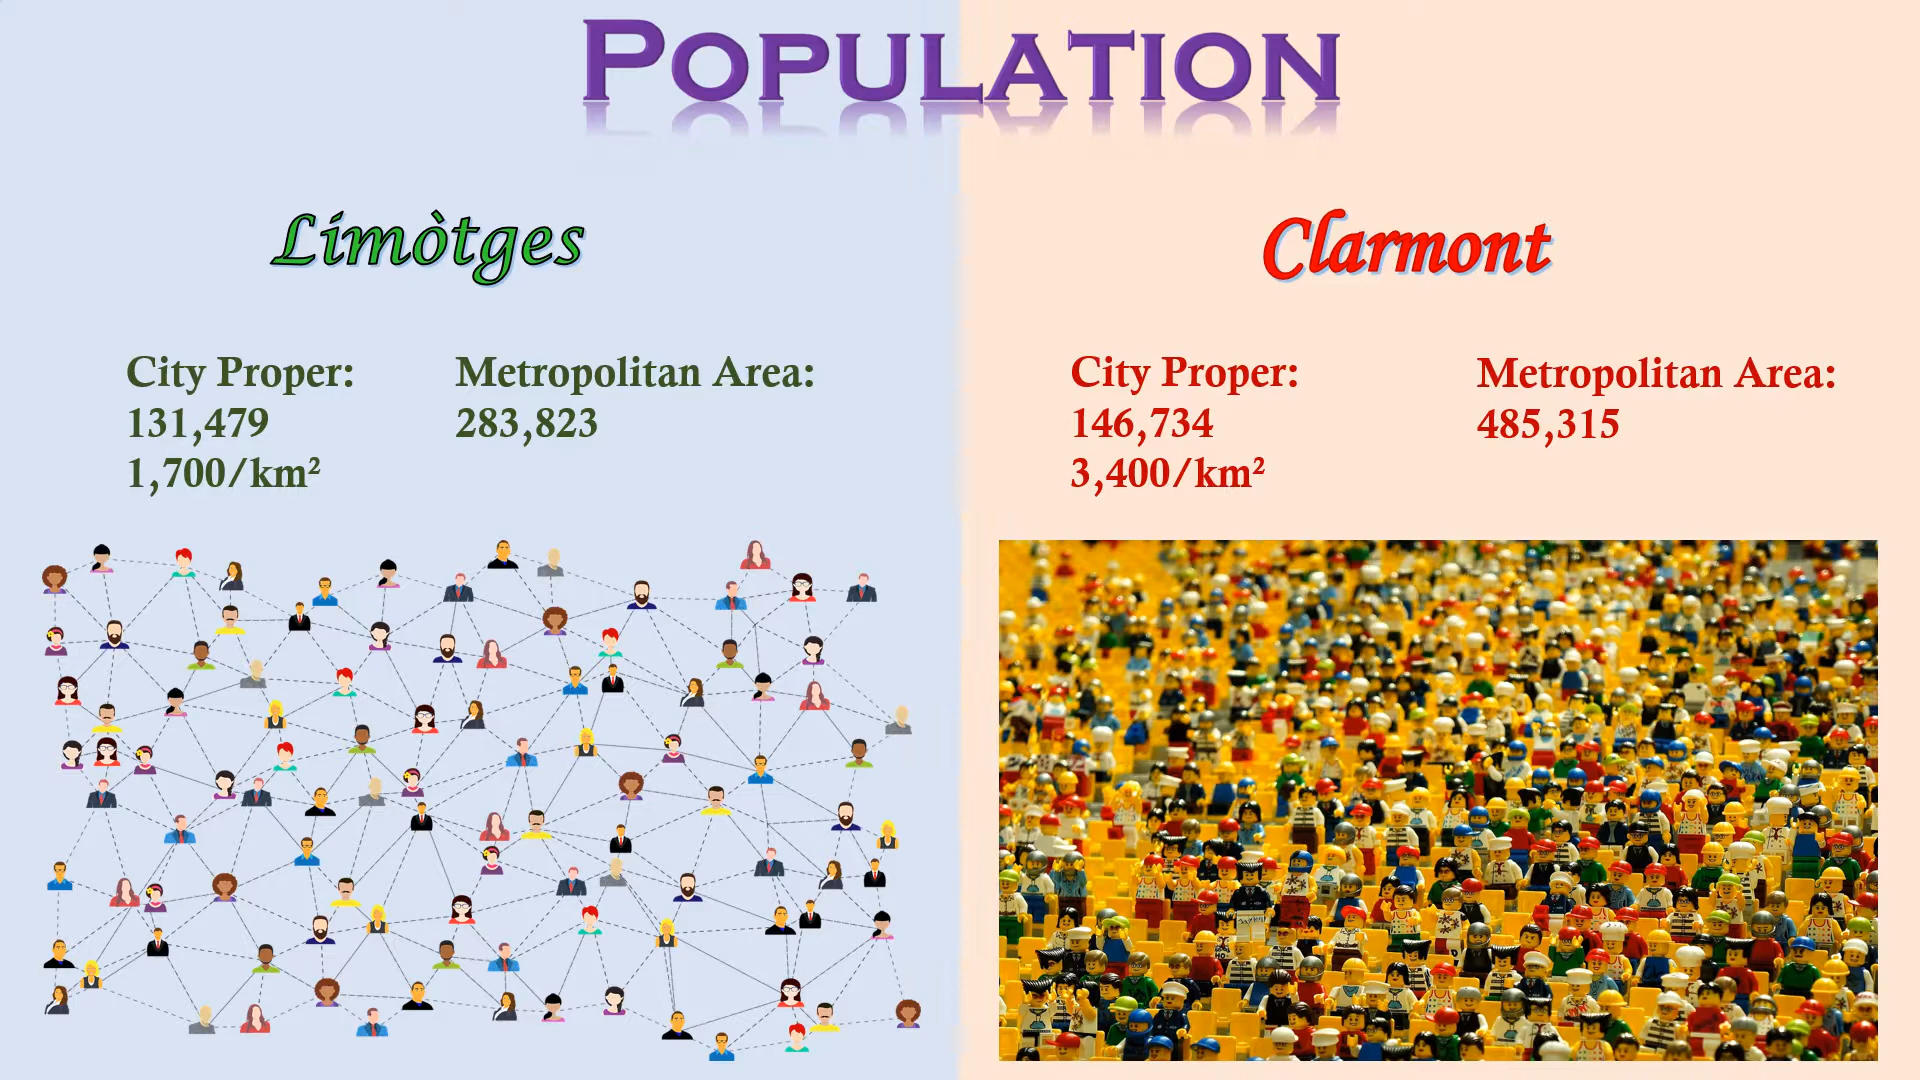 POPULATION
Limòtges
Clarmont
City Proper:
131,479
1,700/km²
Metropolitan Area:
283,823
City Proper:
146,734
3,400/km²
Metropolitan Area:
485,315